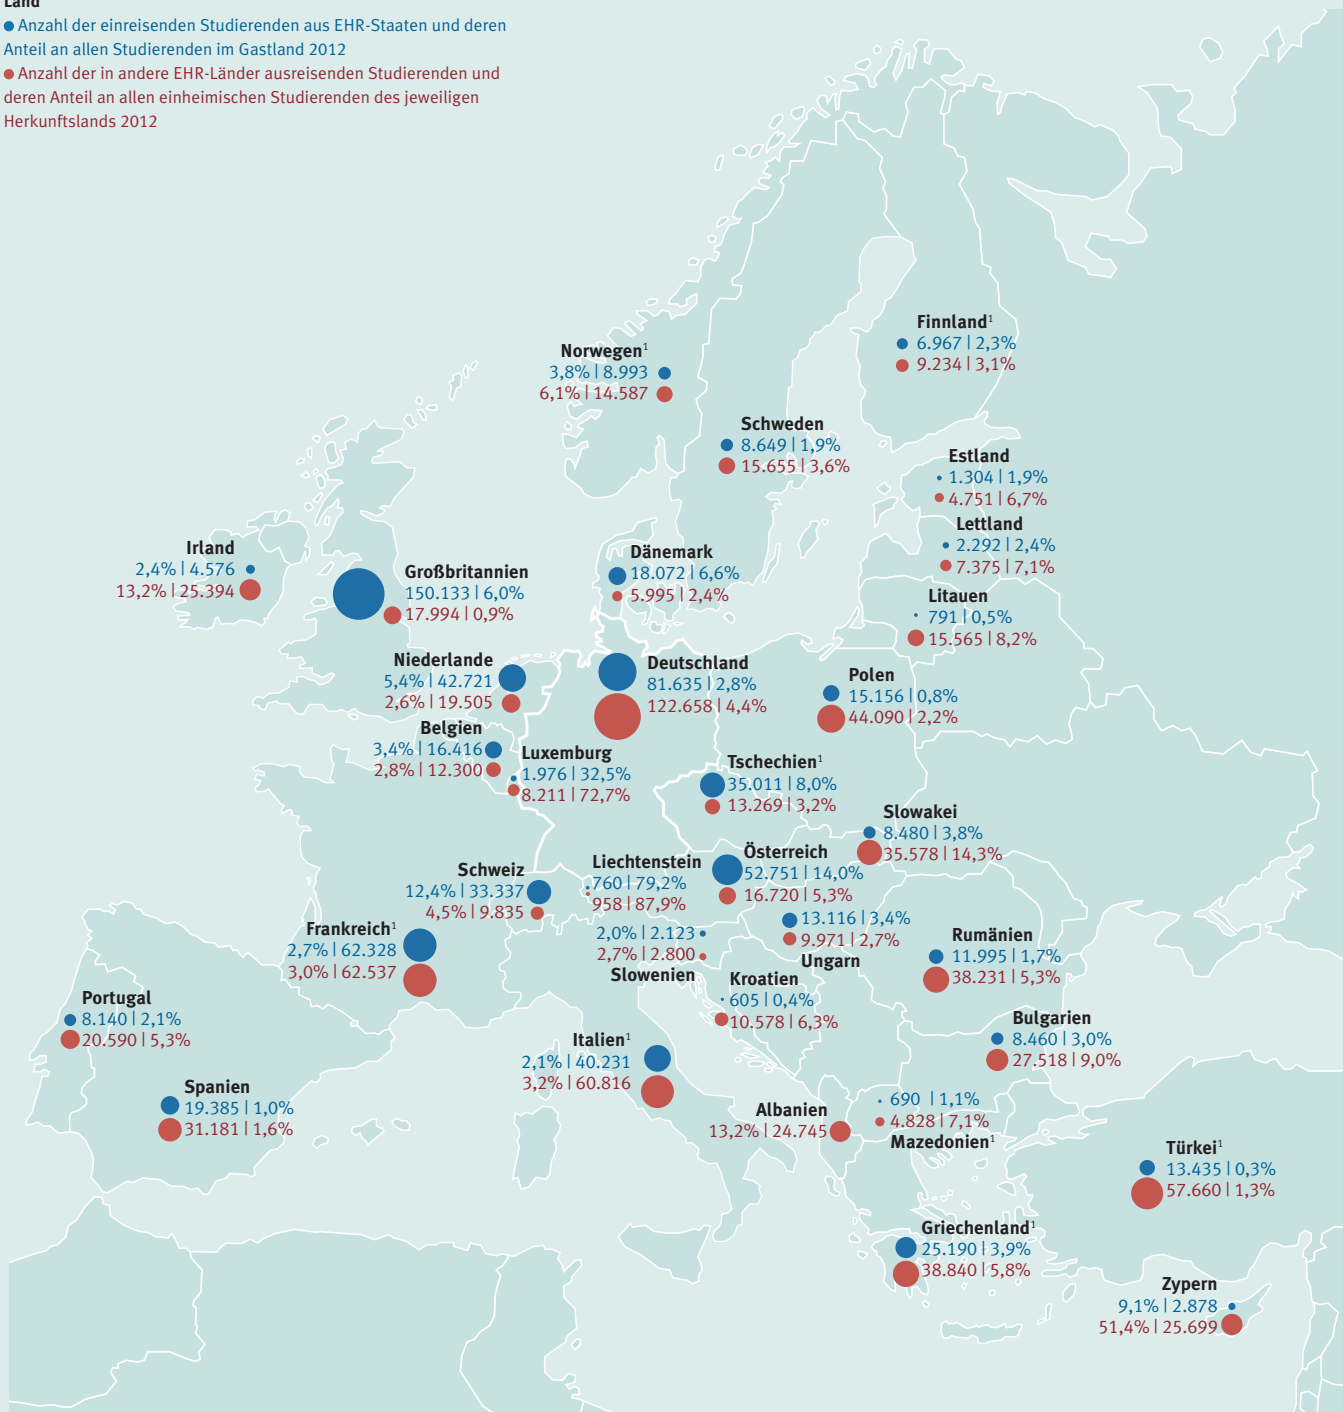 Land
Anzahl der einreisenden Studierenden aus EHR-Staaten und deren
Anteil an allen Studierenden im Gastland 2012
Anzahl der in andere EHR-Länder ausreisenden Studierenden und
deren Anteil an allen einheimischen Studierenden des jeweiligen
Herkunftslands 2012
Finnland¹
6.967 | 2,3%
9.234 | 3,1%
Norwegen¹
3,8% | 8.993
6,1% | 14.587
Schweden
8.649 | 1,9%
15.655 | 3,6%
Estland
1.304 | 1,9%
4.751 | 6,7%
Lettland
2.292 | 2,4%
7.375 | 7,1%
Irland
2,4% | 4.576
13,2% | 25.394
Großbritannien
150.133 | 6,0%
17.994 | 0,9%
Dänemark
18.072 | 6,6%
5.995 | 2,4%
Litauen
791 | 0,5%
15.565 | 8,2%
Niederlande
5,4% | 42.721
2,6% | 19.505
Deutschland
81.635 | 2,8%
122.658 | 4,4%
Polen
15.156 | 0,8%
44.090 | 2,2%
Belgien
3,4% | 16.416
2,8% | 12.300
Luxemburg
1.976 | 32,5%
8.211 | 72,7%
Tschechien¹
35.011 | 8,0%
13.269 | 3,2%
Slowakei
8.480 | 3,8%
35.578 | 14,3%
Schweiz
12,4% | 33.337
4,5% | 9.835
Liechtenstein
760 | 79,2%
958 | 87,9%
Österreich
52.751 | 14,0%
16.720 | 5,3%
13.116 | 3,4%
9.971 | 2,7%
Ungarn
Frankreich¹
2,7% | 62.328
3,0% | 62.537
2,0% | 2.123
2,7% | 2.800
Slowenien
Rumänien
11.995 | 1,7%
38.231 | 5,3%
Kroatien
605 | 0,4%
10.578 | 6,3%
Portugal
8.140 | 2,1%
20.590 | 5,3%
Bulgarien
8.460 | 3,0%
27.518 | 9,0%
Italien¹
2,1% | 40.231
3,2% | 60.816
Spanien
19.385 | 1,0%
31.181 | 1,6%
Albanien
13,2% | 24.745
690 | 1,1%
4.828 | 7,1%
Mazedonien¹
Türkei¹
13.435 | 0,3%
57.660 | 1,3%
Griechenland¹
25.190 | 3,9%
38.840 | 5,8%
Zypern
9,1% | 2.878
51,4% | 25.699